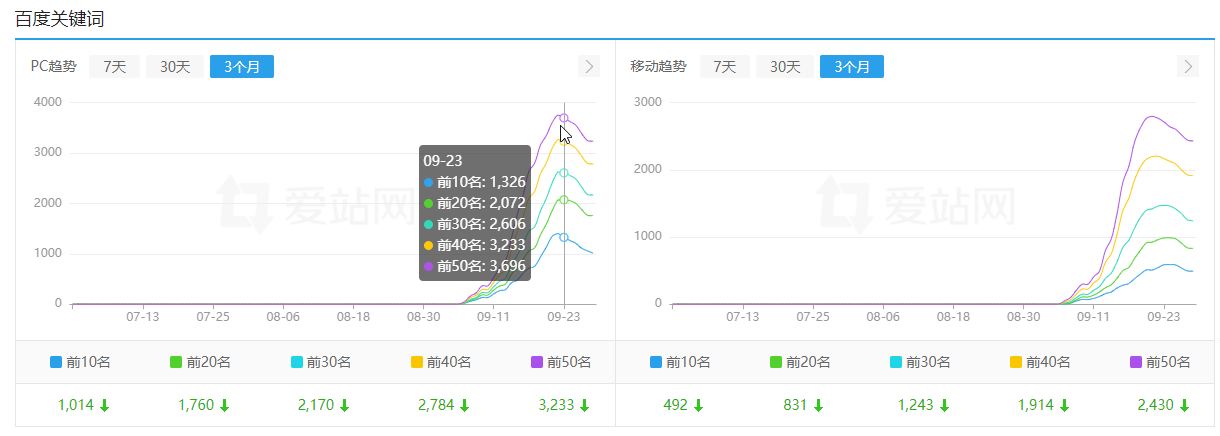 百度关键词
PC趋势 7天 30天 3个月
4000
3000
2000
1000
0
07-13 07-25 08-06 08-18 08-30 09-11 09-23
爱站网
09-23
前10名: 1,326
前20名: 2,072
前30名: 2,606
前40名: 3,233
前50名: 3,696
前10名 前20名 前30名 前40名 前50名
1,014 1,760 2,170 2,784 3,233
移动趋势 7天 30天 3个月
3000
2000
1000
0
07-13 07-25 08-06 08-18 08-30 09-11 09-23
爱站网
前10名 前20名 前30名 前40名 前50名
492 831 1,243 1,914 2,430